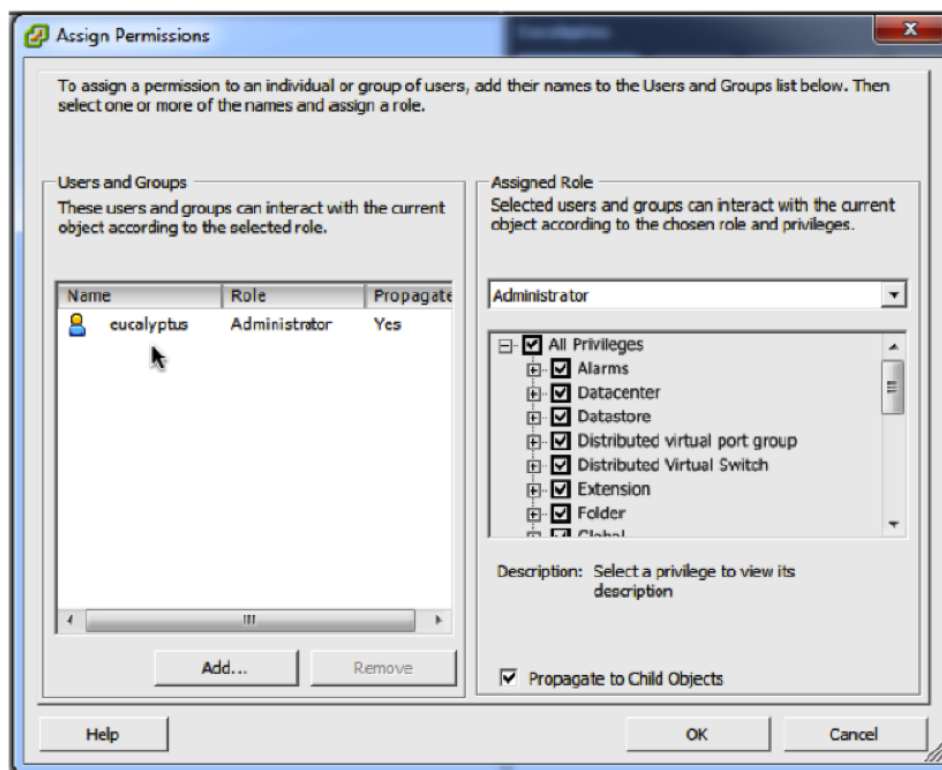 Assign Permissions
To assign a permission to an individual or group of users, add their names to the Users and Groups list below. Then
select one or more of the names and assign a role.
Users and Groups
These users and groups can interact with the current
object according to the selected role.
Name Role Propagate
eucalyptus Administrator Yes
Add...
Remove
Assigned Role
Selected users and groups can interact with the current
object according to the chosen role and privileges.
Administrator
All Privileges
Alarms
Datacenter
Datastore
Distributed virtual port group
Distributed Virtual Switch
Extension
Folder
Global
Description: Select a privilege to view its
description
Propagate to Child Objects
Help
OK
Cancel